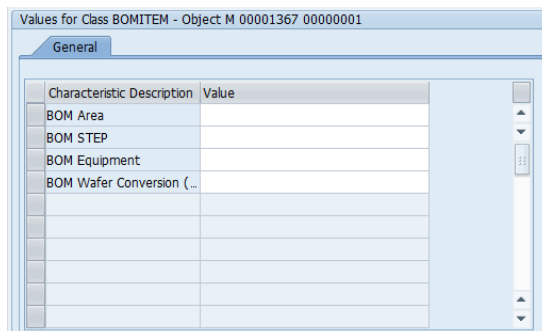 Values for Class BOMITEM - Object M 00001367 00000001
General
Characteristic Description Value
BOM Area
BOM STEP
BOM Equipment
BOM Wafer Conversion (...